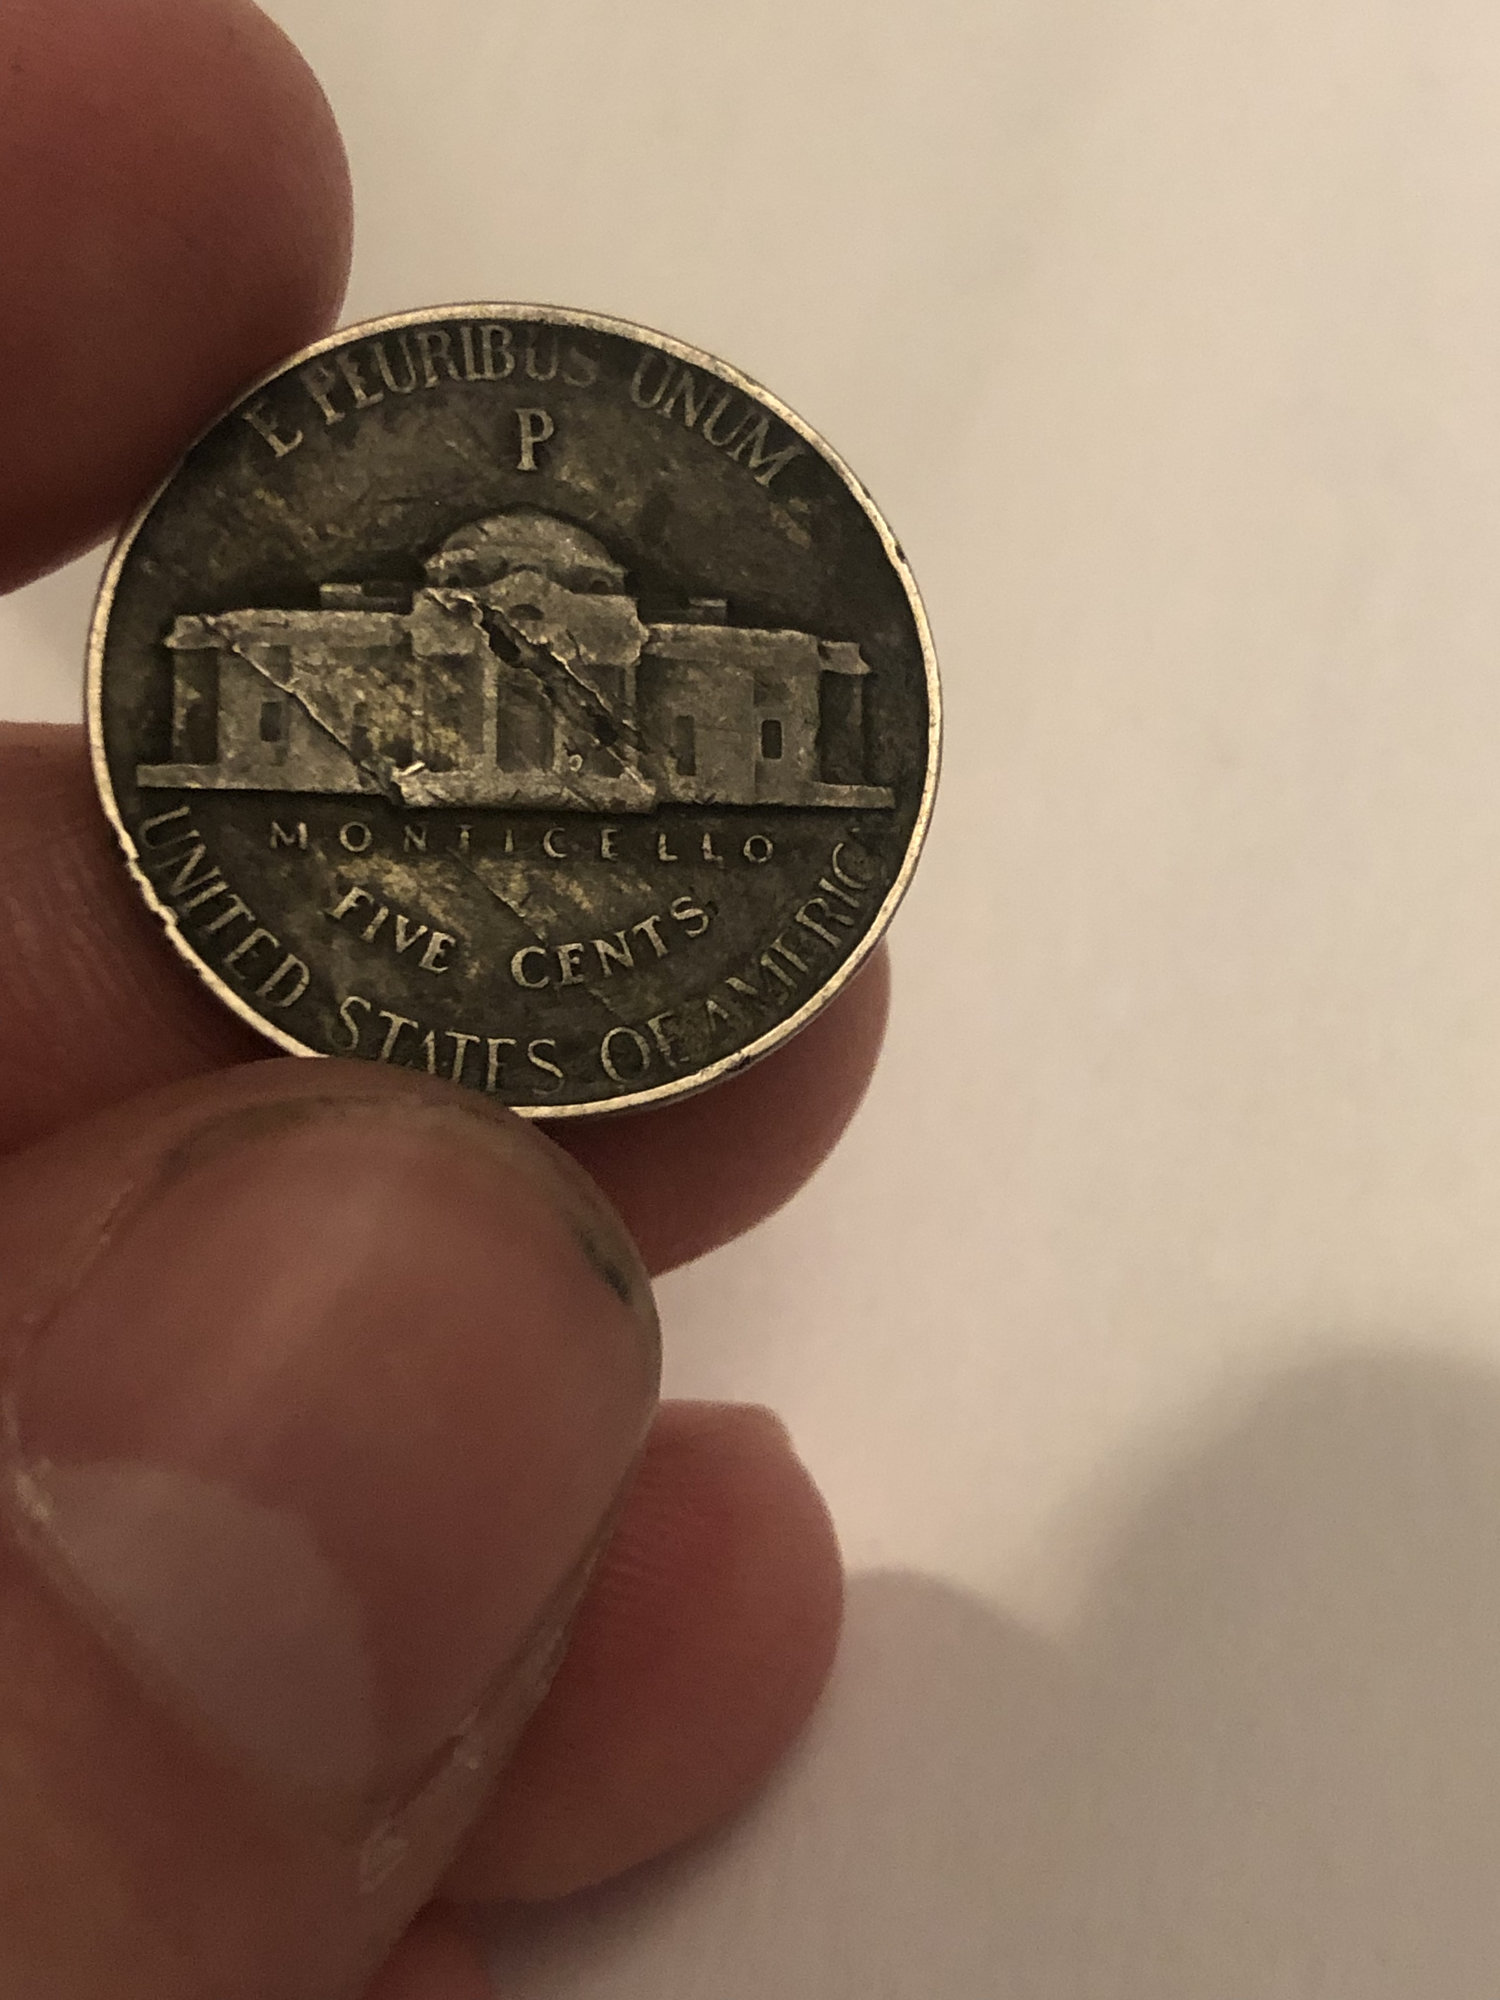 E PLURIBUS UNUM
P
MONTICELLO
FIVE CENTS
UNITED STATES OF AMERICA